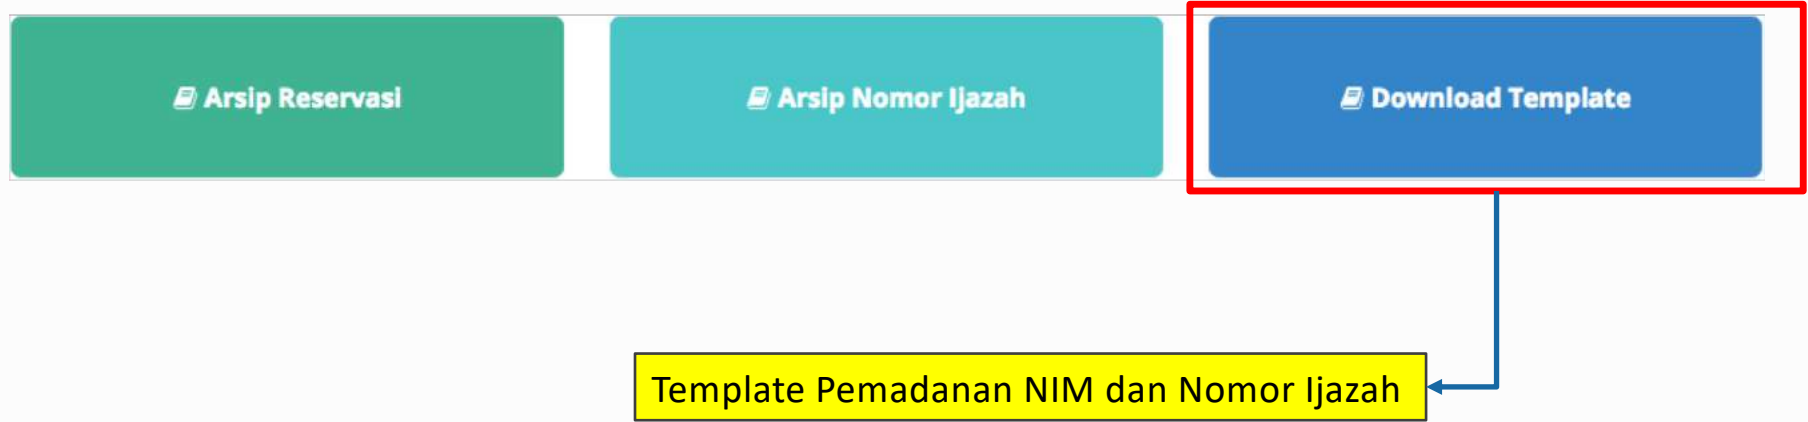 Arsip Reservasi
Arsip Nomor Ijazah
Download Template
Template Pemadanan NIM dan Nomor Ijazah